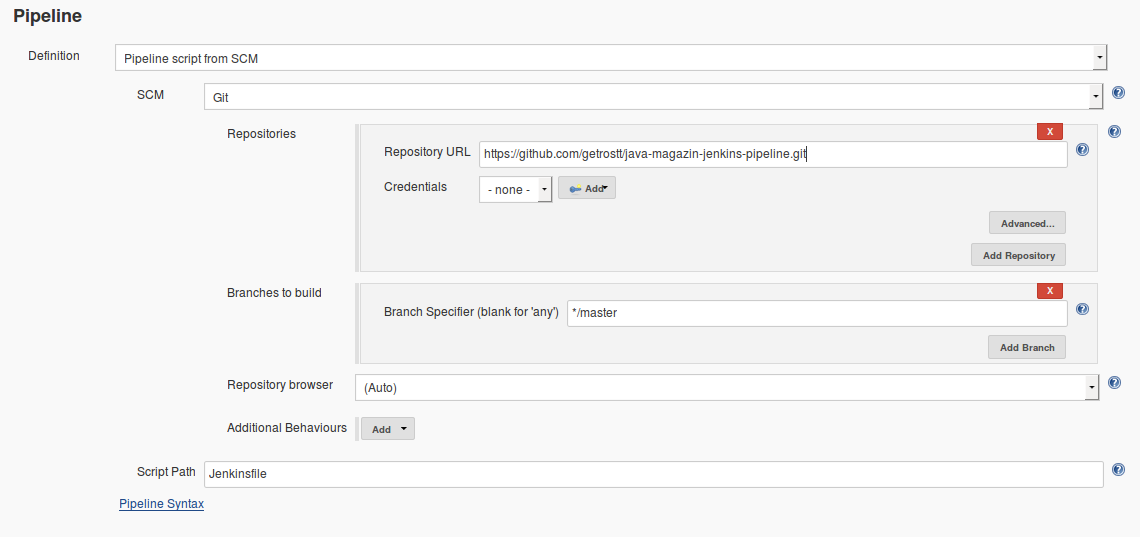 Pipeline
Definition
Pipeline script from SCM
SCM
Git
Repositories
X
Repository URL
https://github.com/getrostt/java-magazin-jenkins-pipeline.git
Credentials
- none -
Add
Advanced...
Add Repository
Branches to build
X
Branch Specifier (blank for 'any')
*/master
Add Branch
Repository browser
(Auto)
Additional Behaviours
Add
Script Path
Jenkinsfile
Pipeline Syntax